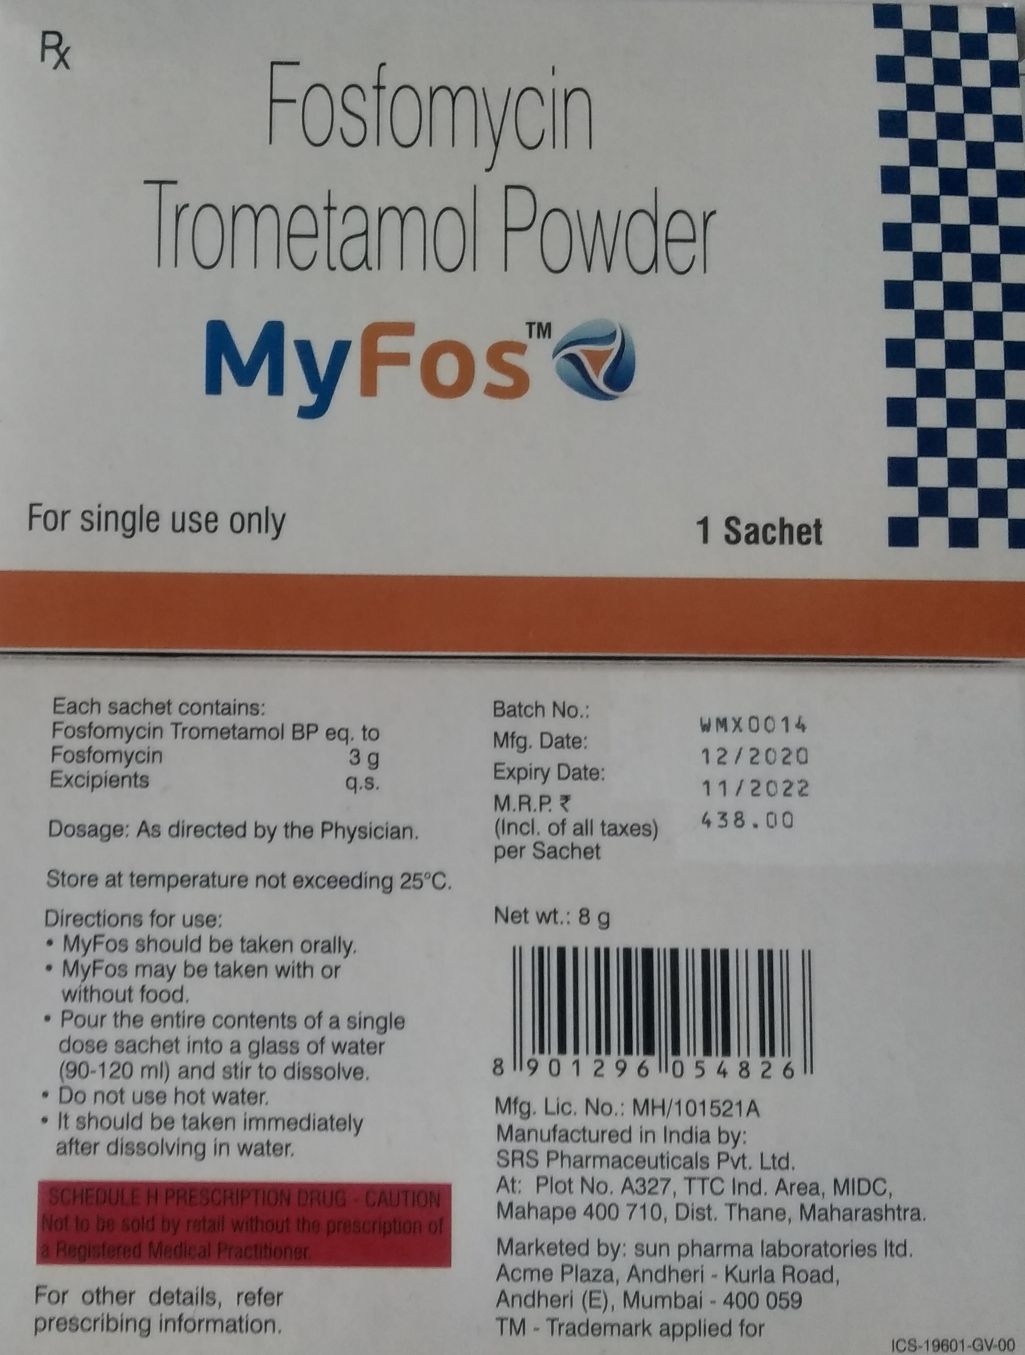 Rx
Fosfomycin
Trometamol Powder
MyFos™
For single use only
1 Sachet
Each sachet contains:
Fosfomycin Trometamol BP eq. to
Fosfomycin 3 g
Excipients q.s.
Dosage: As directed by the Physician.
Store at temperature not exceeding 25°C.
Directions for use:
• MyFos should be taken orally.
• MyFos may be taken with or
without food.
• Pour the entire contents of a single
dose sachet into a glass of water
(90-120 ml) and stir to dissolve.
• Do not use hot water.
• It should be taken immediately
after dissolving in water.
SCHEDULE H PRESCRIPTION DRUG - CAUTION
Not to be sold by retail without the prescription of
a Registered Medical Practitioner.
For other details, refer
prescribing information.
Batch No.: WMX0014
Mfg. Date: 12/2020
Expiry Date: 11/2022
M.R.P. ₹ 438.00
(Incl. of all taxes)
per Sachet
Net wt.: 8 g
8 901296 054826
Mfg. Lic. No.: MH/101521A
Manufactured in India by:
SRS Pharmaceuticals Pvt. Ltd.
At: Plot No. A327, TTC Ind. Area, MIDC,
Mahape 400 710, Dist. Thane, Maharashtra.
Marketed by: sun pharma laboratories ltd.
Acme Plaza, Andheri - Kurla Road,
Andheri (E), Mumbai - 400 059
TM - Trademark applied for
ICS-19601-GV-00